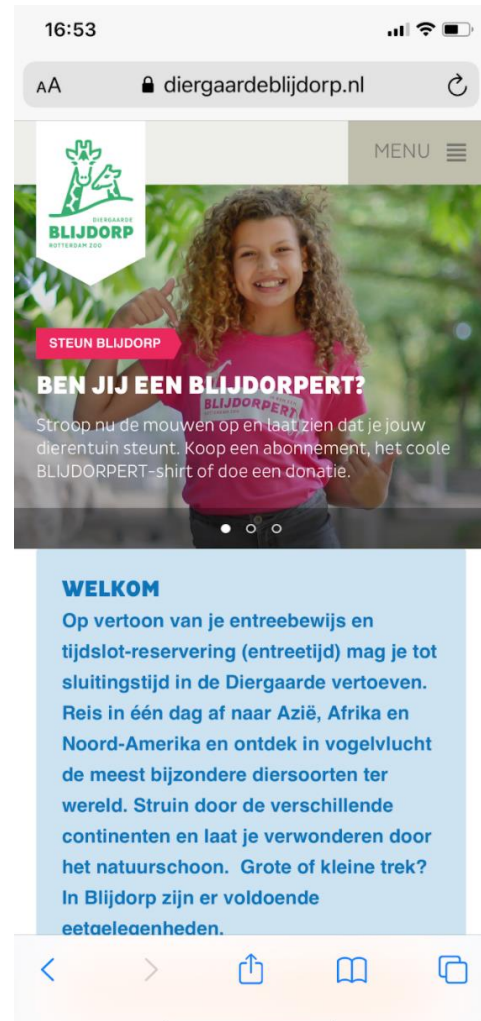 16:53
AA diergaardeblijdorp.nl
MENU
DIERGAARDE
BLIJDORP
ROTTERDAM ZOO
STEUN BLIJDORP
BEN JIJ EEN BLIJDORPERT?
BLIJDORPERT
Stroop nu de mouwen op en laat zien dat je jouw
dierentuin steunt. Koop een abonnement, het coole
BLIJDORPERT-shirt of doe een donatie.
WELKOM
Op vertoon van je entreebewijs en
tijdslot-reservering (entreetijd) mag je tot
sluitingstijd in de Diergaarde vertoeven.
Reis in één dag af naar Azië, Afrika en
Noord-Amerika en ontdek in vogelvlucht
de meest bijzondere diersoorten ter
wereld. Struin door de verschillende
continenten en laat je verwonderen door
het natuurschoon.  Grote of kleine trek?
In Blijdorp zijn er voldoende
eetgelegenheden.